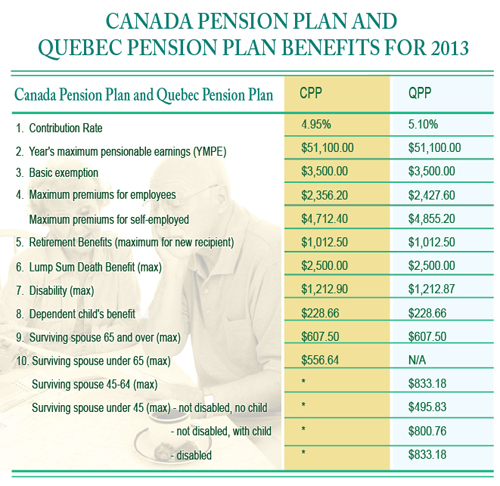 CANADA PENSION PLAN AND
QUEBEC PENSION PLAN BENEFITS FOR 2013
Canada Pension Plan and Quebec Pension Plan CPP QPP
1. Contribution Rate 4.95% 5.10%
2. Year's maximum pensionable earnings (YMPE) $51,100.00 $51,100.00
3. Basic exemption $3,500.00 $3,500.00
4. Maximum premiums for employees $2,356.20 $2,427.60
Maximum premiums for self-employed $4,712.40 $4,855.20
5. Retirement Benefits (maximum for new recipient) $1,012.50 $1,012.50
6. Lump Sum Death Benefit (max) $2,500.00 $2,500.00
7. Disability (max) $1,212.90 $1,212.87
8. Dependent child's benefit $228.66 $228.66
9. Surviving spouse 65 and over (max) $607.50 $607.50
10. Surviving spouse under 65 (max) $556.64 N/A
Surviving spouse 45-64 (max) * $833.18
Surviving spouse under 45 (max) - not disabled, no child * $495.83
- not disabled, with child * $800.76
- disabled * $833.18